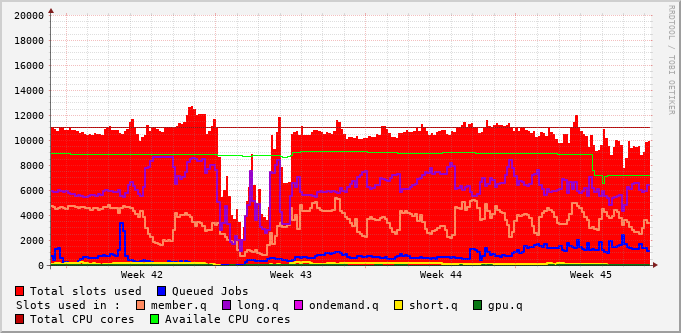 20000
18000
16000
14000
12000
10000
8000
6000
4000
2000
0
Week 42 Week 43 Week 44 Week 45
RRDTOOL / TOBI OETIKER
Total slots used Queued Jobs
Slots used in : member.q long.q ondemand.q short.q gpu.q
Total CPU cores Availale CPU cores